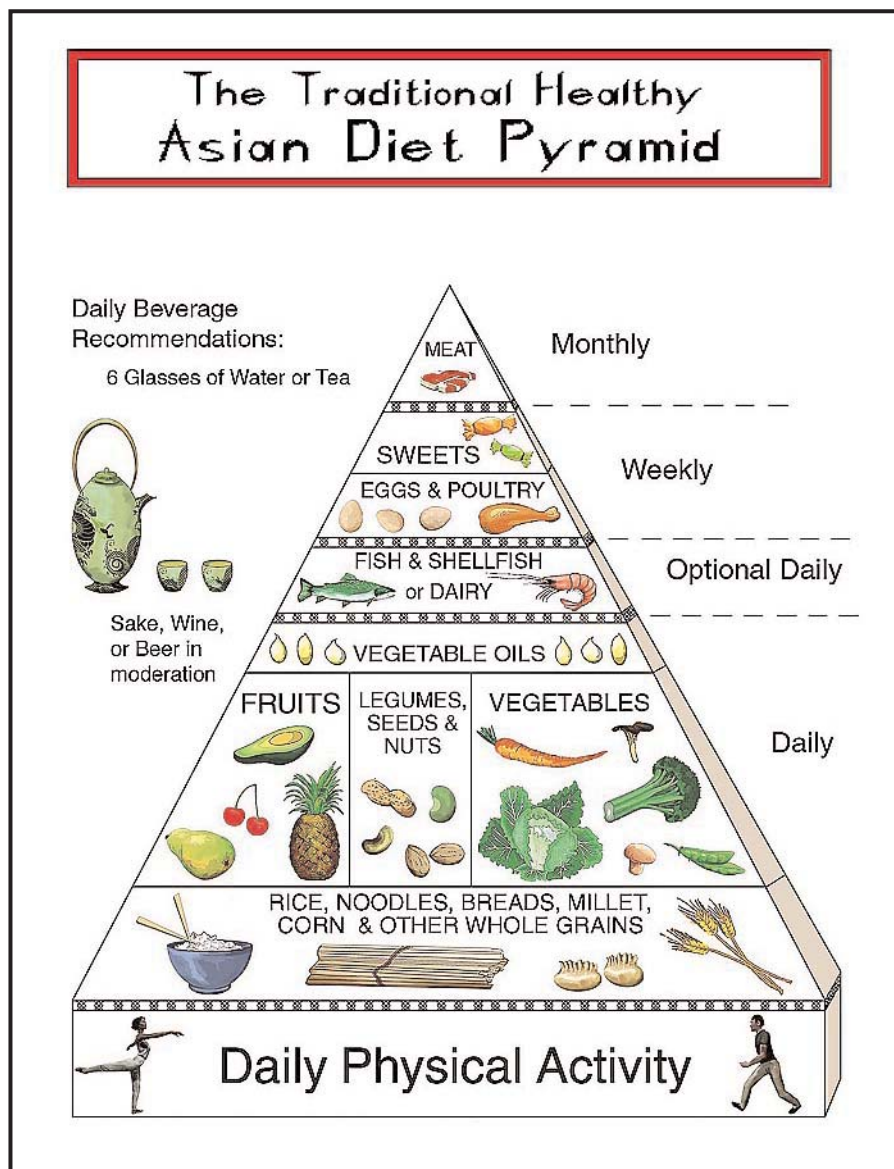 The Traditional Healthy
Asian Diet Pyramid
Daily Beverage
Recommendations:
6 Glasses of Water or Tea
Sake, Wine,
or Beer in
moderation
MEAT
Monthly
SWEETS
EGGS & POULTRY
Weekly
FISH & SHELLFISH
or DAIRY
Optional Daily
VEGETABLE OILS
FRUITS
LEGUMES,
SEEDS &
NUTS
VEGETABLES
Daily
RICE, NOODLES, BREADS, MILLET,
CORN & OTHER WHOLE GRAINS
Daily Physical Activity